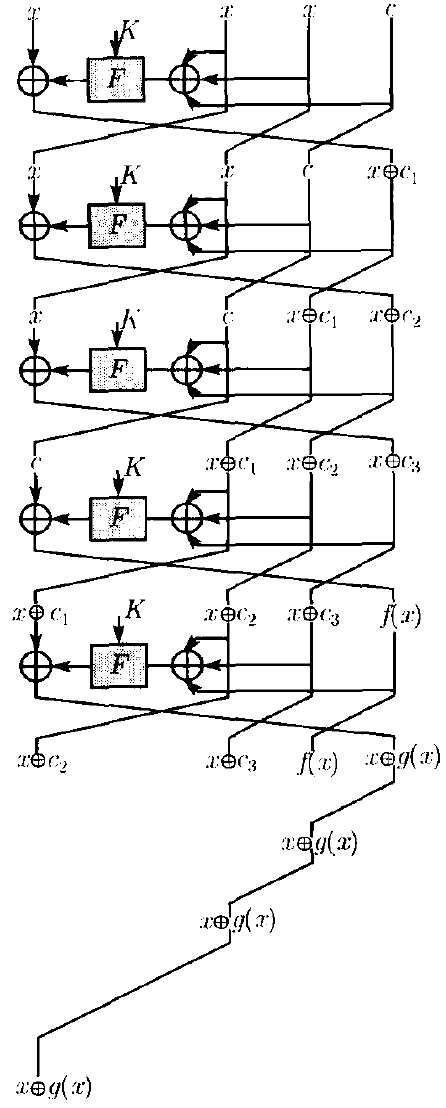 x x x c
K
F
x x c x⊕c₁
K
F
x c x⊕c₁ x⊕c₂
K
F
c x⊕c₁ x⊕c₂ x⊕c₃
K
F
x⊕c₁ x⊕c₂ x⊕c₃ f(x)
K
F
x⊕c₂ x⊕c₃ f(x) x⊕g(x)
x⊕g(x)
x⊕g(x)
x⊕g(x)